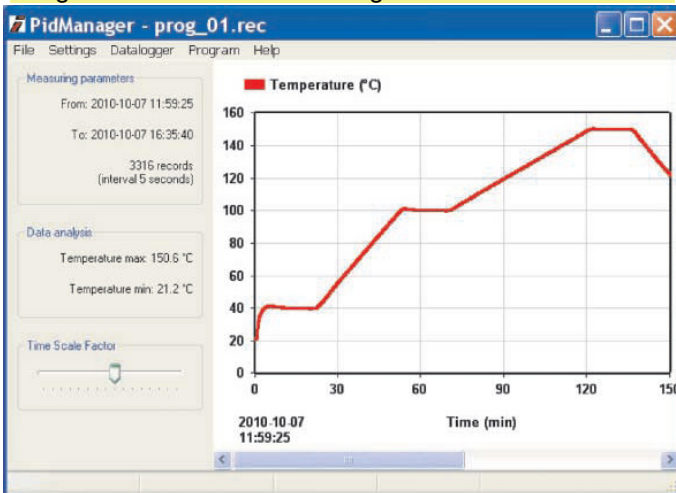 PidManager - prog_01.rec
File Settings Datalogger Program Help
Measuring parameters
From: 2010-10-07 11:59:25
To: 2010-10-07 16:35:40
3316 records
(interval 5 seconds)
Data analysis
Temperature max: 150.6 °C
Temperature min: 21.2 °C
Time Scale Factor
Temperature (°C)
160
140
120
100
80
60
40
20
0
0 30 60 90 120 150
2010-10-07
11:59:25
Time (min)